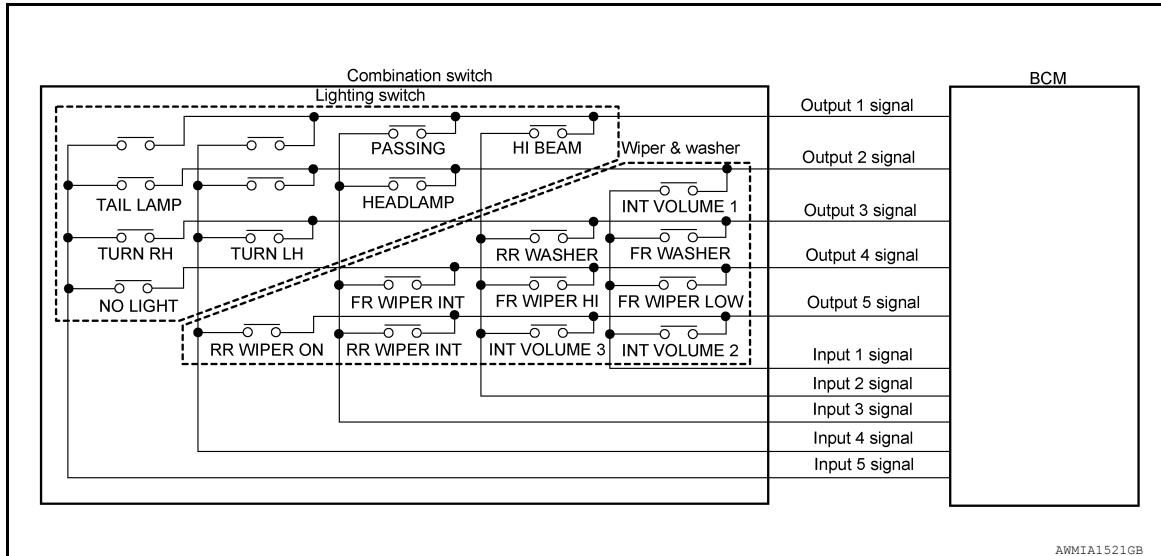 Combination switch
BCM
Lighting switch
Output 1 signal
PASSING
HI BEAM
Wiper & washer
Output 2 signal
TAIL LAMP
HEADLAMP
INT VOLUME 1
Output 3 signal
TURN RH
TURN LH
RR WASHER
FR WASHER
Output 4 signal
NO LIGHT
FR WIPER INT
FR WIPER HI
FR WIPER LOW
Output 5 signal
RR WIPER ON
RR WIPER INT
INT VOLUME 3
INT VOLUME 2
Input 1 signal
Input 2 signal
Input 3 signal
Input 4 signal
Input 5 signal
AWMIA1521GB